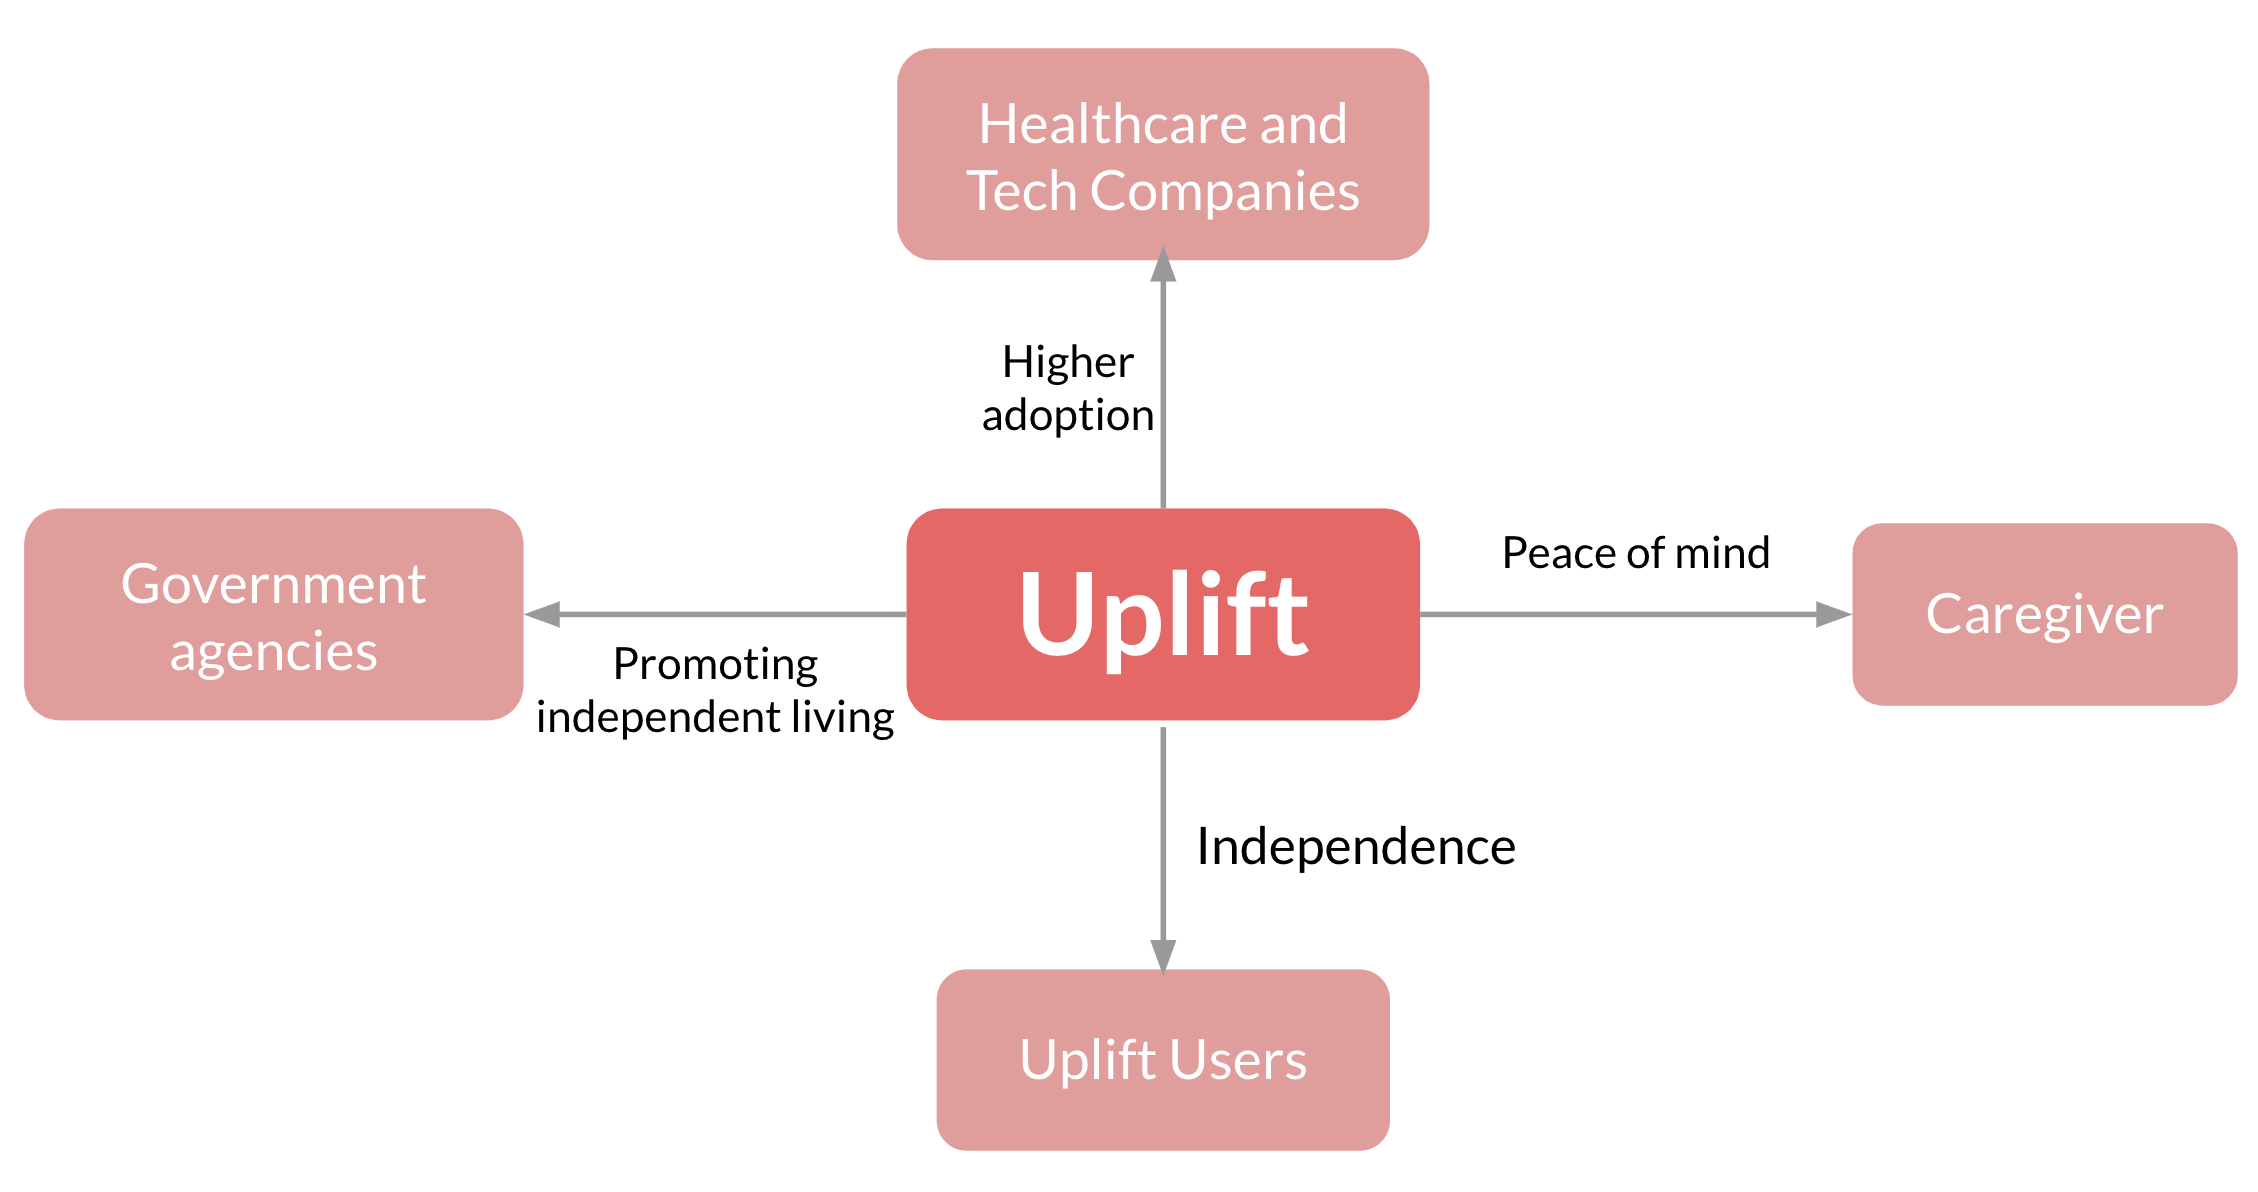 Healthcare and
Tech Companies
Higher
adoption
Government
agencies
Promoting
independent living
Uplift
Peace of mind
Caregiver
Independence
Uplift Users